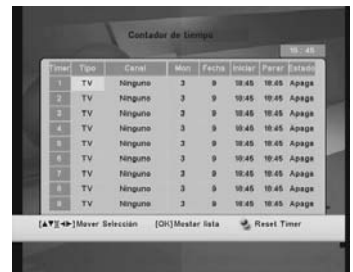 Contador de tiempo
18 : 45
Timer Tipo Canal Mon Fecha Iniciar Parar Estado
1 TV Ninguno 3 9 18:45 18:45 Apaga
2 TV Ninguno 3 9 18:45 18:45 Apaga
3 TV Ninguno 3 9 18:45 18:45 Apaga
4 TV Ninguno 3 9 18:45 18:45 Apaga
5 TV Ninguno 3 9 18:45 18:45 Apaga
6 TV Ninguno 3 9 18:45 18:45 Apaga
7 TV Ninguno 3 9 18:45 18:45 Apaga
8 TV Ninguno 3 9 18:45 18:45 Apaga
[▲▼][◄►]Mover Selección [OK]Mostar lista Reset Timer